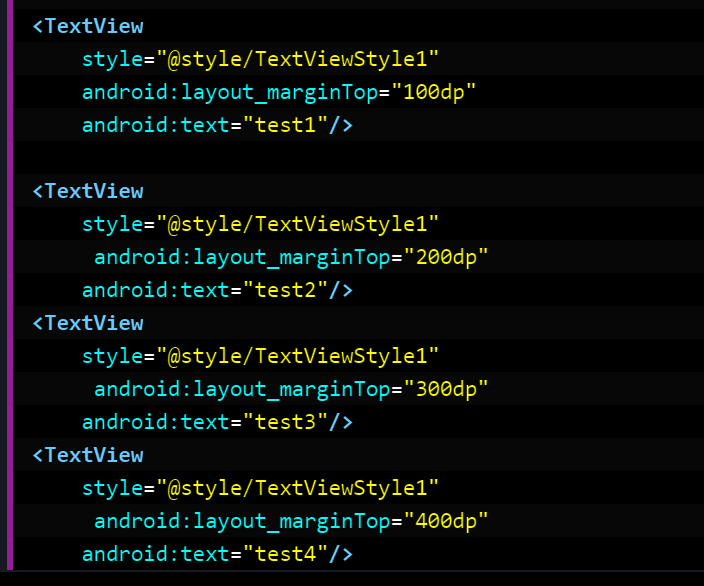 <TextView
style="@style/TextViewStyle1"
android:layout_marginTop="100dp"
android:text="test1"/>
<TextView
style="@style/TextViewStyle1"
android:layout_marginTop="200dp"
android:text="test2"/>
<TextView
style="@style/TextViewStyle1"
android:layout_marginTop="300dp"
android:text="test3"/>
<TextView
style="@style/TextViewStyle1"
android:layout_marginTop="400dp"
android:text="test4"/>